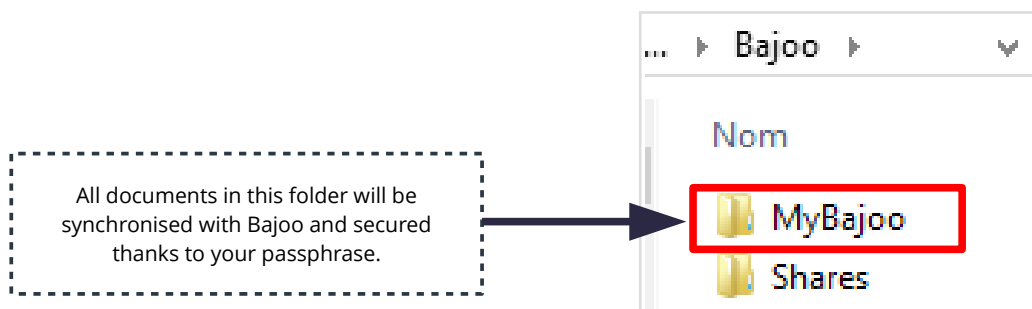 ... Bajoo
Nom
All documents in this folder will be
synchronised with Bajoo and secured
thanks to your passphrase.
MyBajoo
Shares